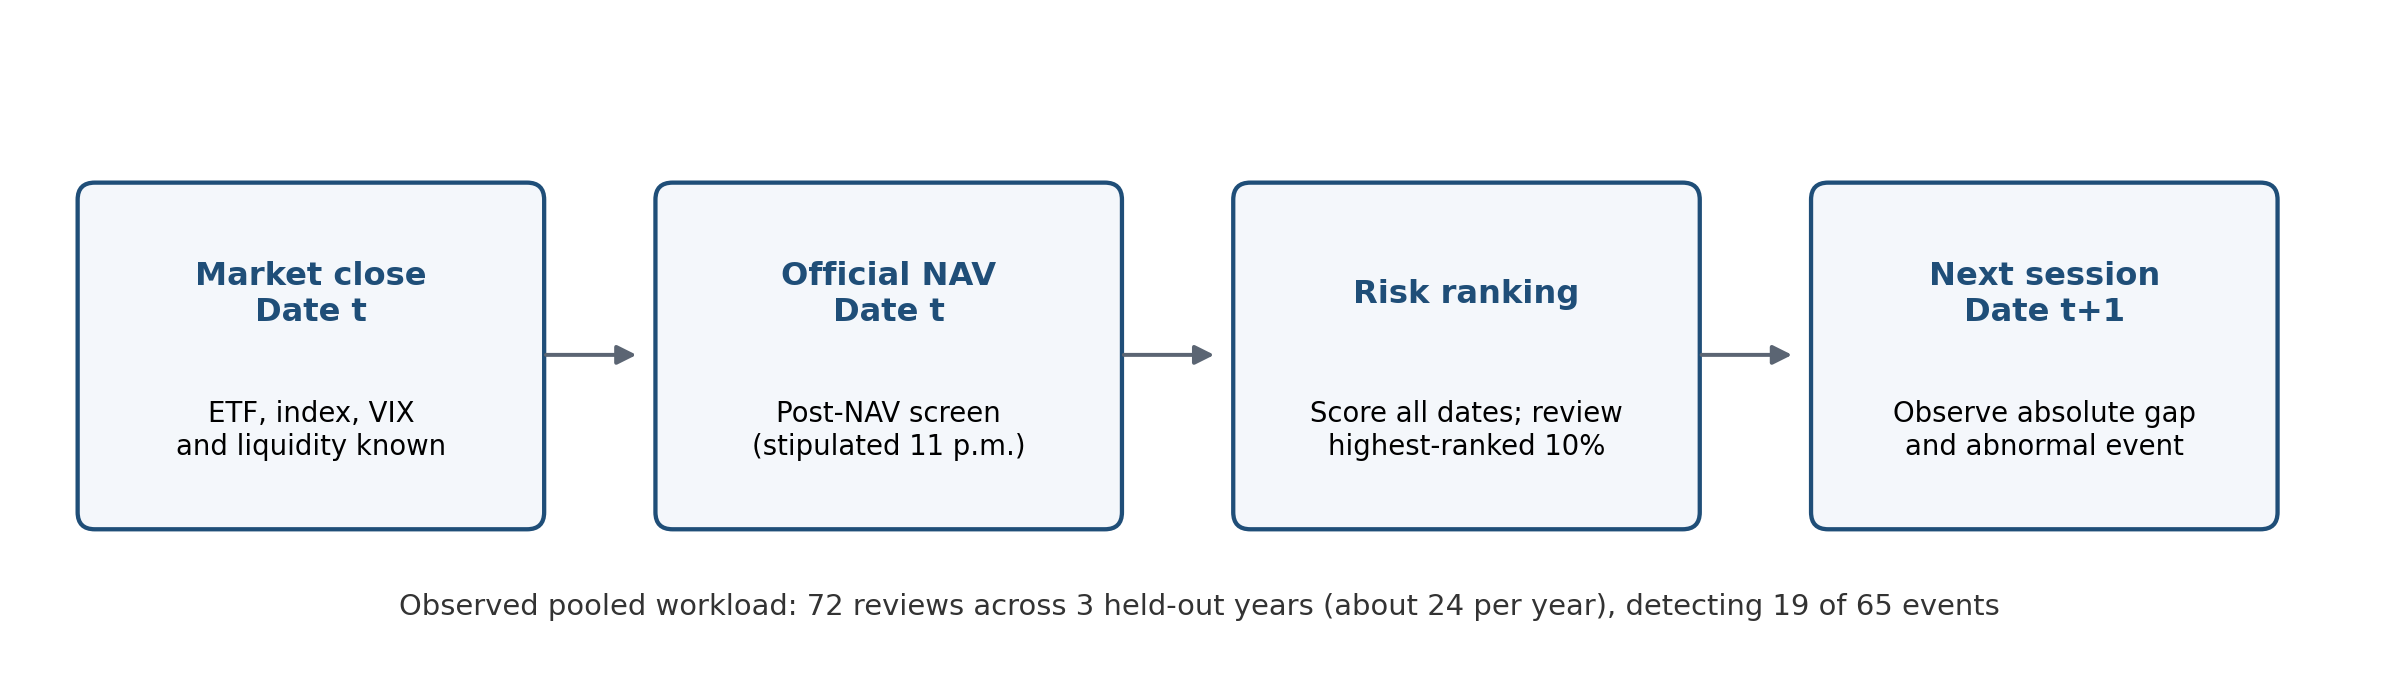 Market close
Date t
ETF, index, VIX
and liquidity known
Official NAV
Date t
Post-NAV screen
(stipulated 11 p.m.)
Risk ranking
Score all dates; review
highest-ranked 10%
Next session
Date t+1
Observe absolute gap
and abnormal event
Observed pooled workload: 72 reviews across 3 held-out years (about 24 per year), detecting 19 of 65 events